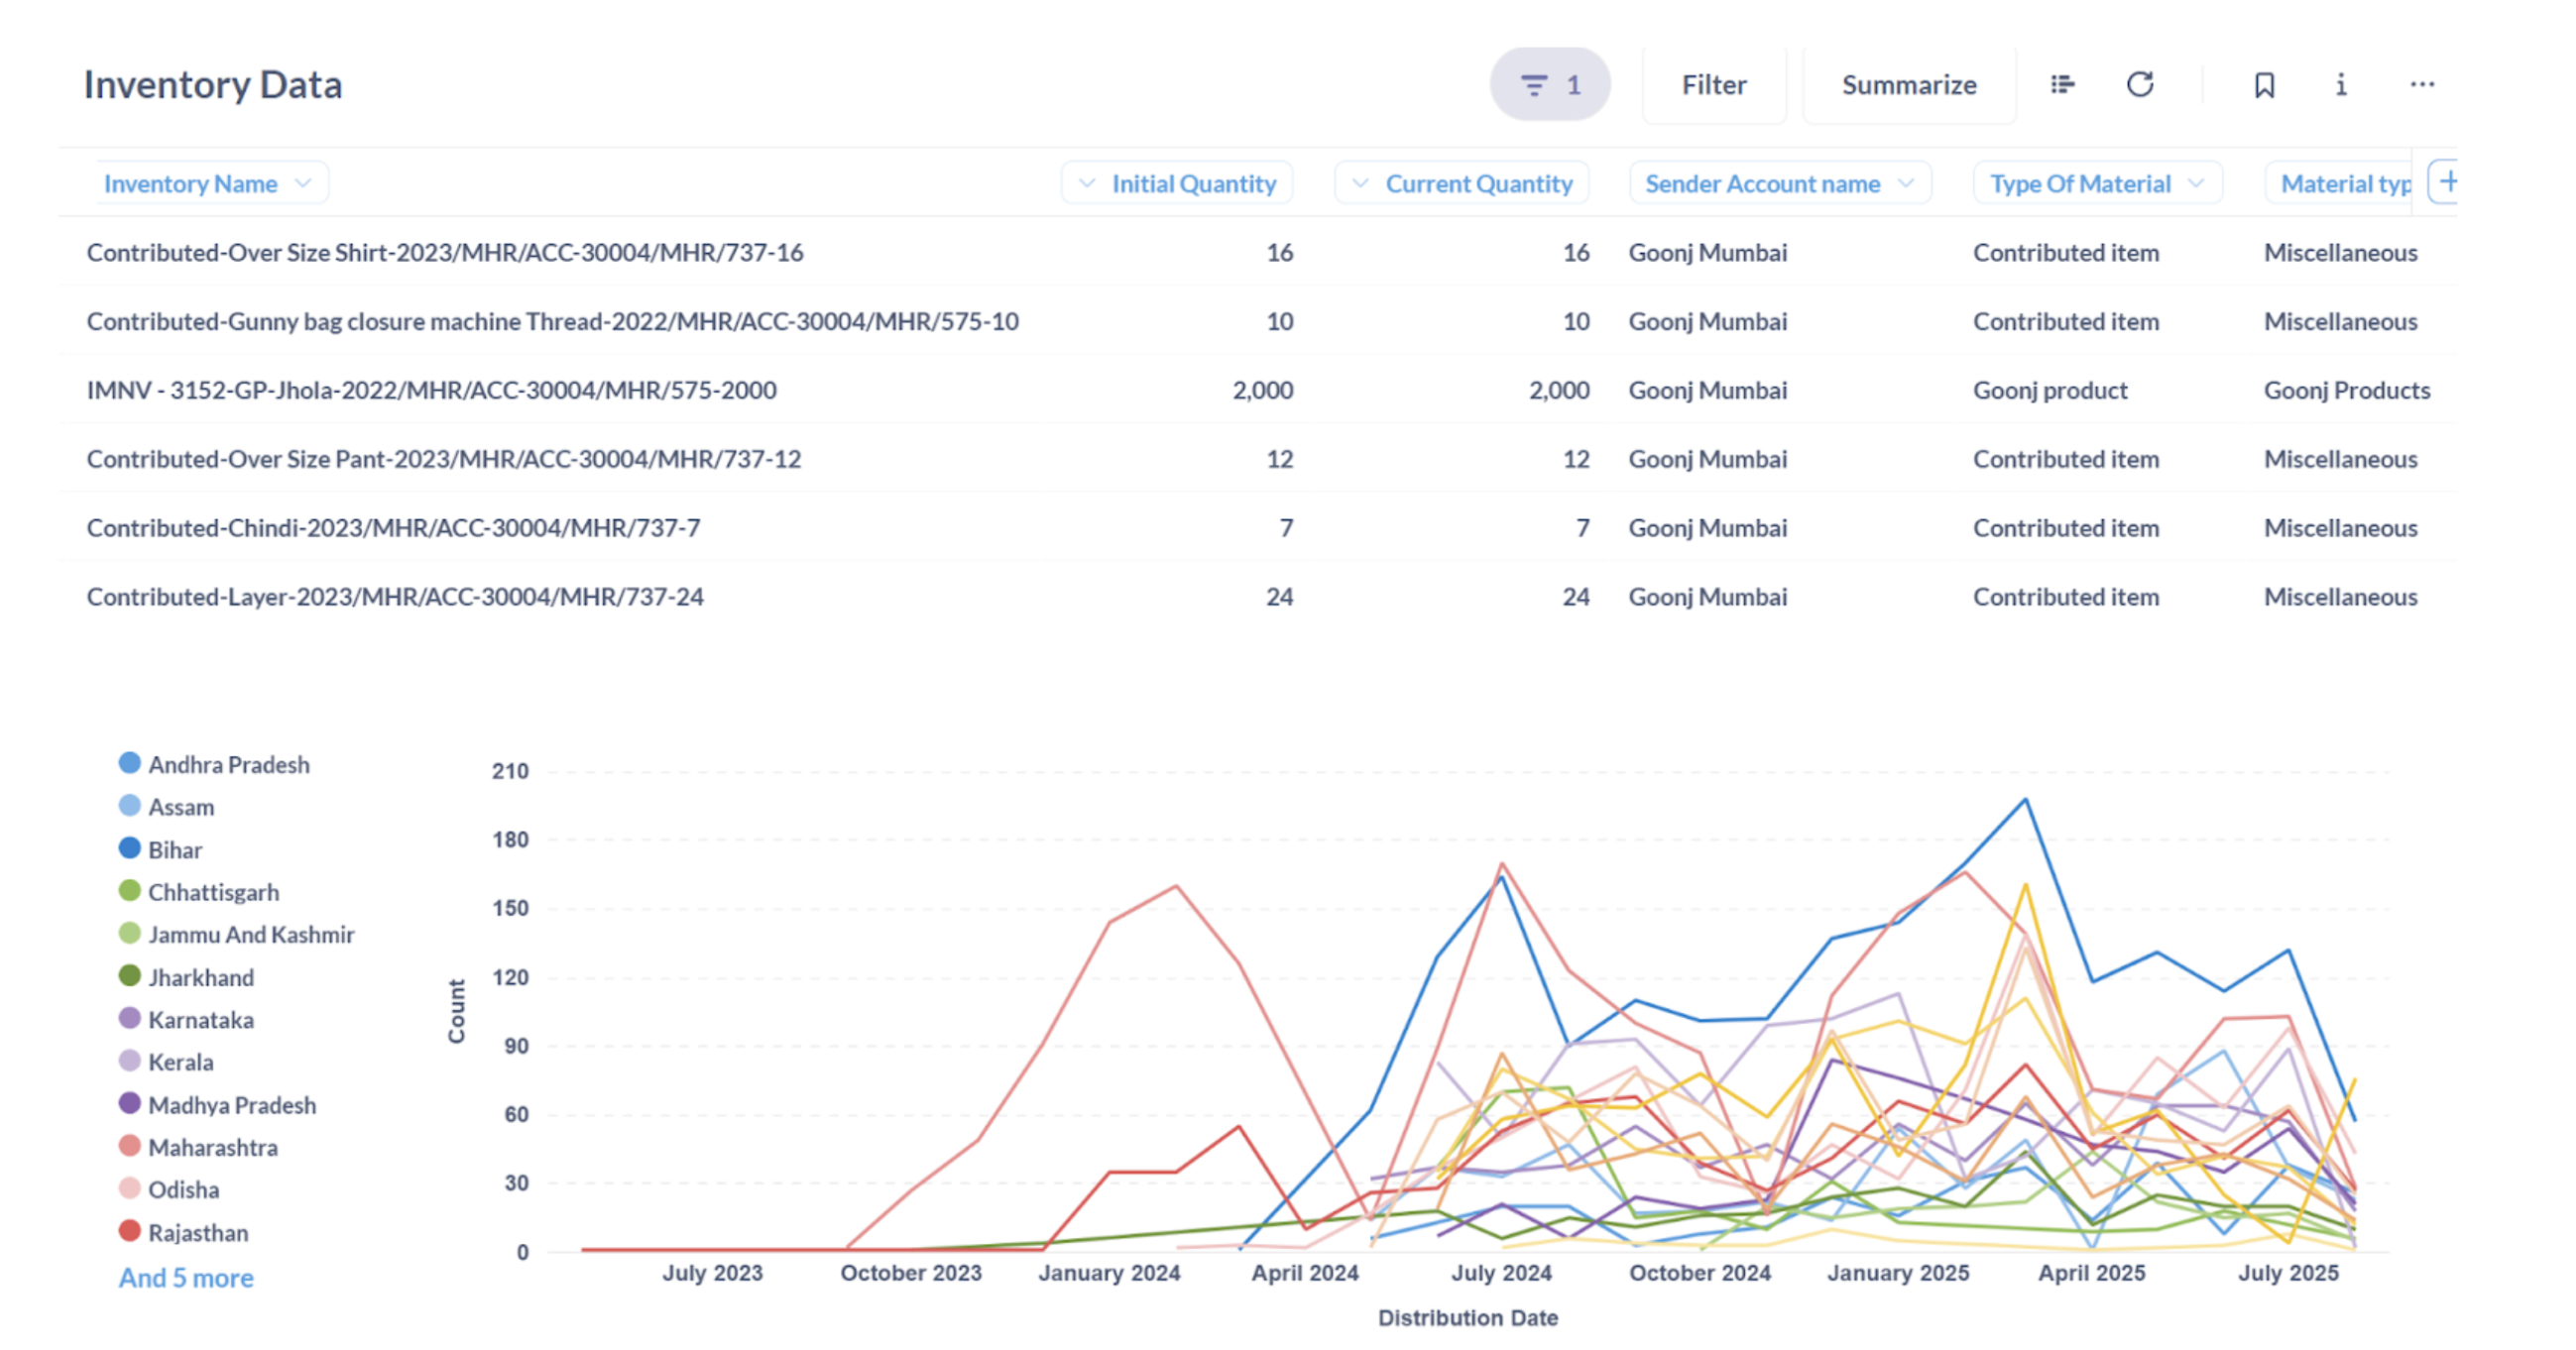 Inventory Data
1
Filter
Summarize
Inventory Name
Initial Quantity
Current Quantity
Sender Account name
Type Of Material
Material typ
Contributed-Over Size Shirt-2023/MHR/ACC-30004/MHR/737-16 16 16 Goonj Mumbai Contributed item Miscellaneous
Contributed-Gunny bag closure machine Thread-2022/MHR/ACC-30004/MHR/575-10 10 10 Goonj Mumbai Contributed item Miscellaneous
IMNV - 3152-GP-Jhola-2022/MHR/ACC-30004/MHR/575-2000 2,000 2,000 Goonj Mumbai Goonj product Goonj Products
Contributed-Over Size Pant-2023/MHR/ACC-30004/MHR/737-12 12 12 Goonj Mumbai Contributed item Miscellaneous
Contributed-Chindi-2023/MHR/ACC-30004/MHR/737-7 7 7 Goonj Mumbai Contributed item Miscellaneous
Contributed-Layer-2023/MHR/ACC-30004/MHR/737-24 24 24 Goonj Mumbai Contributed item Miscellaneous
Andhra Pradesh
Assam
Bihar
Chhattisgarh
Jammu And Kashmir
Jharkhand
Karnataka
Kerala
Madhya Pradesh
Maharashtra
Odisha
Rajasthan
And 5 more
Count
210
180
150
120
90
60
30
0
July 2023 October 2023 January 2024 April 2024 July 2024 October 2024 January 2025 April 2025 July 2025
Distribution Date